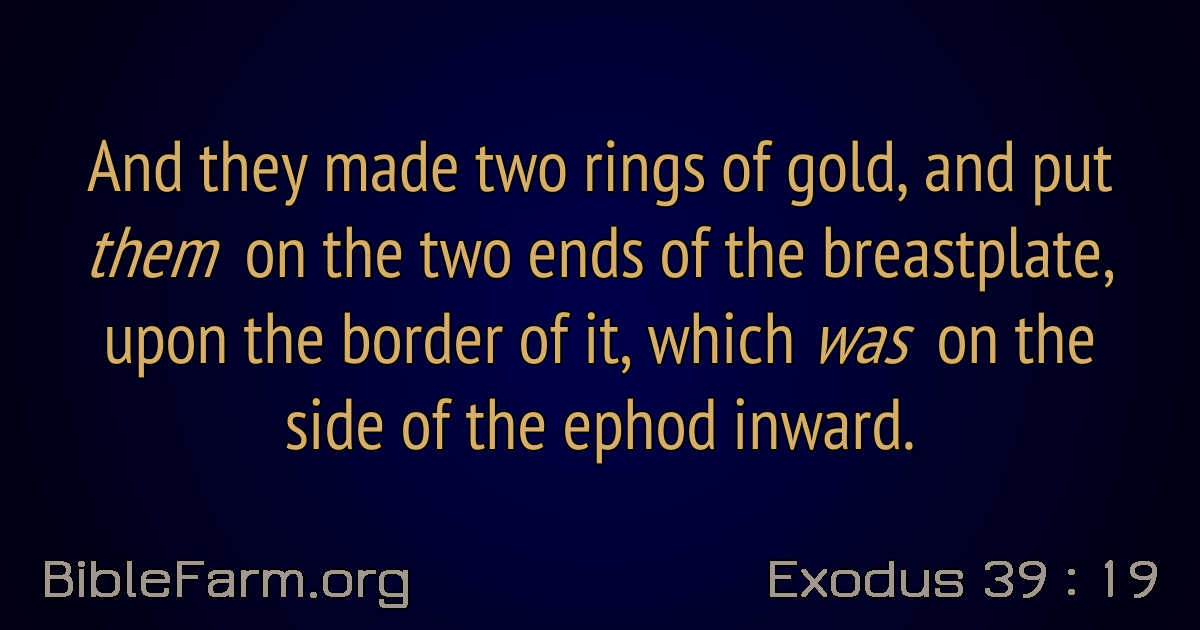 And they made two rings of gold, and put
them on the two ends of the breastplate,
upon the border of it, which was on the
side of the ephod inward.
BibleFarm.org
Exodus 39 : 19